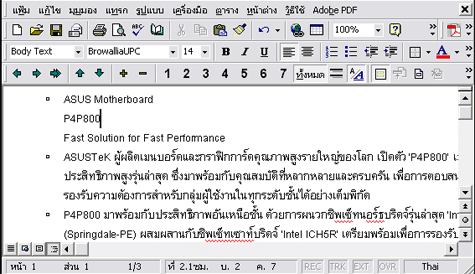 แฟ้ม แก้ไข มุมมอง แทรก รูปแบบ เครื่องมือ ตาราง หน้าต่าง วิธีใช้ Adobe PDF
100%
Body Text BrowalliaUPC 14 B I U
1 2 3 4 5 6 7 ทั้งหมด
ASUS Motherboard
P4P800
Fast Solution for Fast Performance
ASUSTeK ผู้ผลิตเมนบอร์ดและกราฟิกการ์ดคุณภาพสูงรายใหญ่ของโลก เปิดตัว 'P4P800' เ
ประสิทธิภาพสูงรุ่นล่าสุด ซึ่งมาพร้อมกับคุณสมบัติที่หลากหลายและครบครัน เพื่อการตอบสน
รองรับความต้องการสำหรับกลุ่มผู้ใช้งานในทุกระดับชั้นได้อย่างเต็มพิกัด
P4P800 มาพร้อมกับประสิทธิภาพอันเหนือชั้น ด้วยการผนวกชิพเซ็ทนอร์ธบริดจ์รุ่นล่าสุด 'Int
(Springdale-PE) ผสมผสานกับชิพเซ็ทเซาท์บริดจ์ 'Intel ICH5R' เตรียมพร้อมเพื่อการรองรับ
หน้า 1 ส่วน 1 1/3 ที่ 2.1ซม. บ. 2 ค. 7 REC TRK EXT OVR Thai